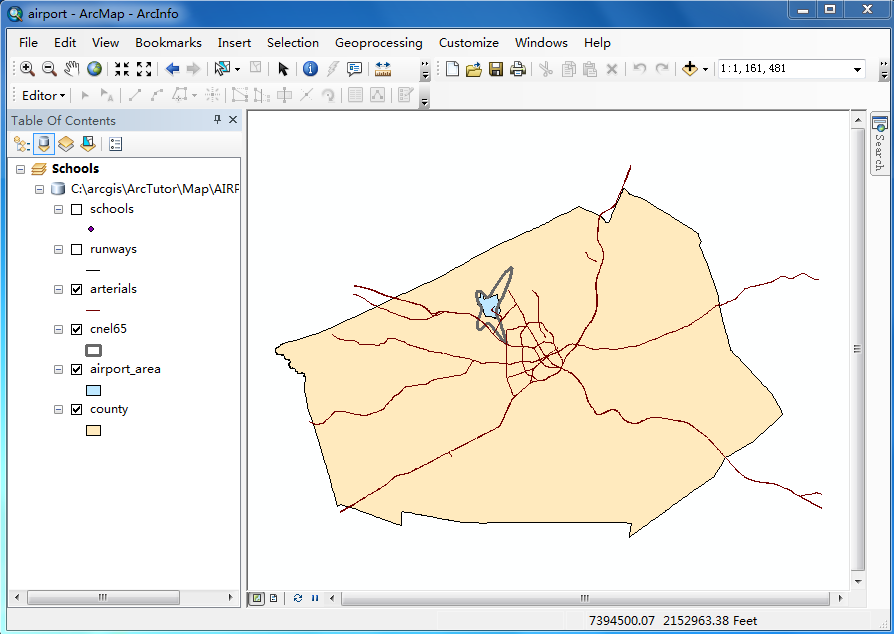 airport - ArcMap - ArcInfo
File Edit View Bookmarks Insert Selection Geoprocessing Customize Windows Help
1:1,161,481
Editor
Table Of Contents
Schools
C:\arcgis\ArcTutor\Map\AIRP
schools
runways
arterials
cnel65
airport_area
county
Search
7394500.07 2152963.38 Feet